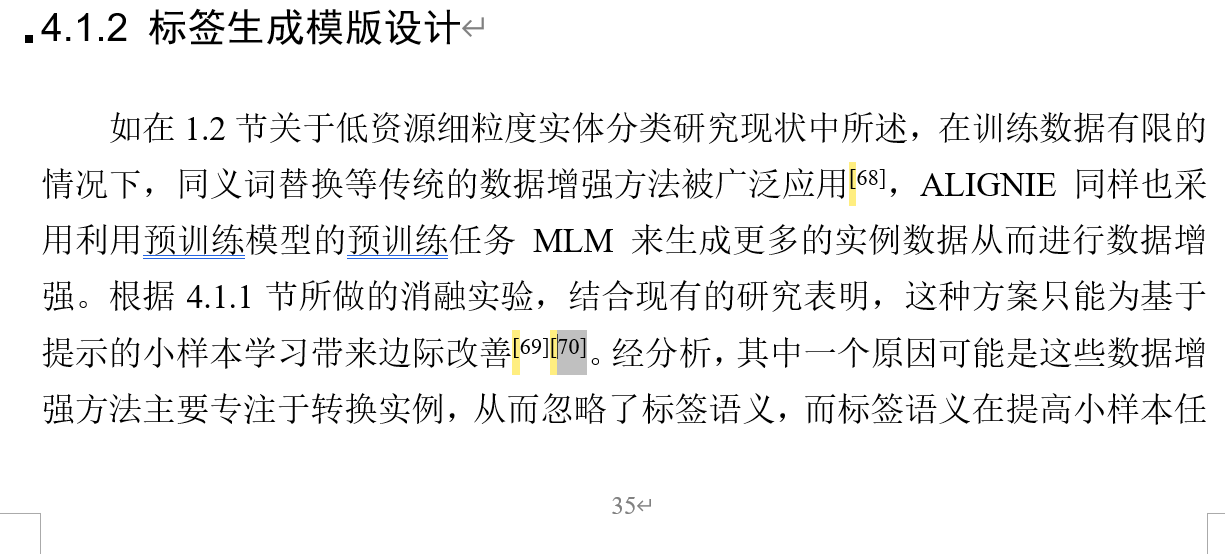 4.1.2 标签生成模版设计
如在 1.2 节关于低资源细粒度实体分类研究现状中所述，在训练数据有限的
情况下，同义词替换等传统的数据增强方法被广泛应用[68]，ALIGNIE 同样也采
用利用预训练模型的预训练任务 MLM 来生成更多的实例数据从而进行数据增
强。根据 4.1.1 节所做的消融实验，结合现有的研究表明，这种方案只能为基于
提示的小样本学习带来边际改善[69][70]。经分析，其中一个原因可能是这些数据增
强方法主要专注于转换实例，从而忽略了标签语义，而标签语义在提高小样本任
35